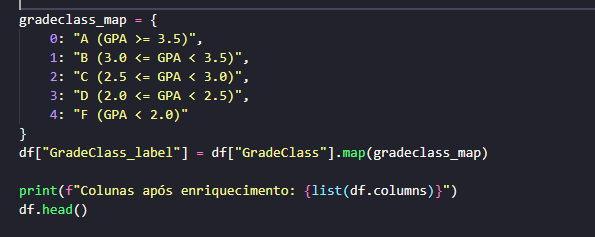 gradeclass_map = {
    0: "A (GPA >= 3.5)",
    1: "B (3.0 <= GPA < 3.5)",
    2: "C (2.5 <= GPA < 3.0)",
    3: "D (2.0 <= GPA < 2.5)",
    4: "F (GPA < 2.0)"
}
df["GradeClass_label"] = df["GradeClass"].map(gradeclass_map)
print(f"Colunas após enriquecimento: {list(df.columns)}")
df.head()